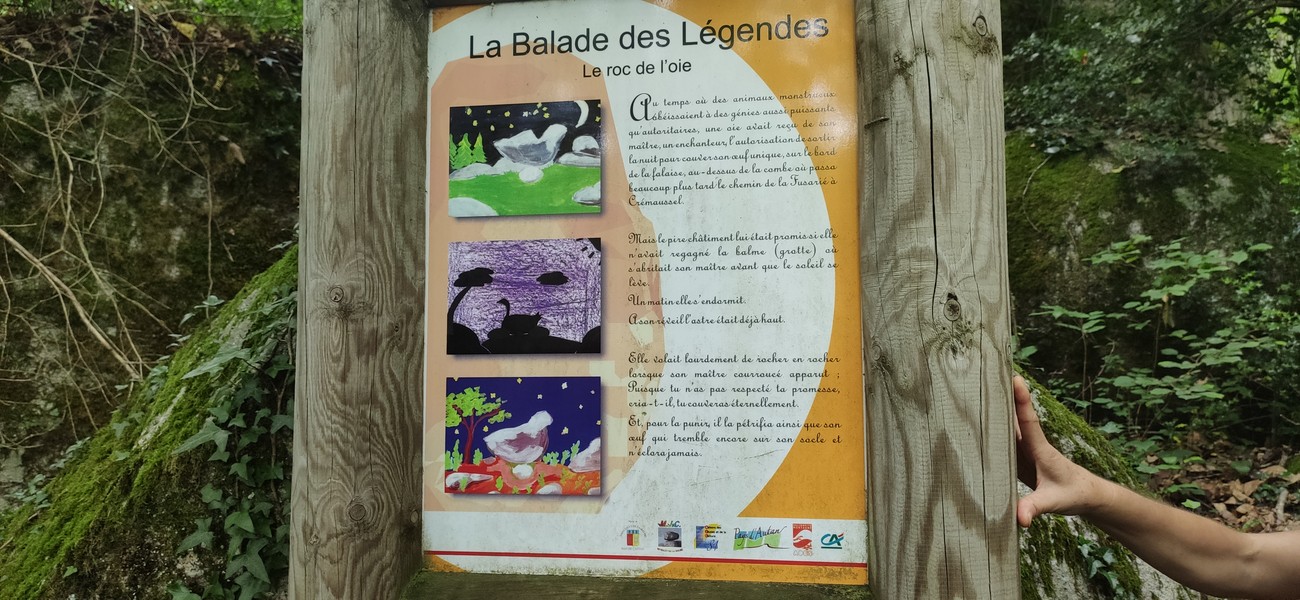 La Balade des Légendes
Le roc de l'oie
Au temps où des animaux monstrueux
obéissaient à des génies aussi puissants
qu'autoritaires, une oie avait reçu de son
maître, un enchanteur, l'autorisation de sortir
la nuit pour couver son œuf unique, sur le bord
de la falaise, au-dessus de la combe où passa
beaucoup plus tard le chemin de la Fusarié à
Crémaussel.
Mais le pire châtiment lui était promis si elle
n'avait regagné la balme (grotte) où
s'abritait son maître avant que le soleil se
lève.
Un matin elle s'endormit.
A son réveil l'astre était déjà haut.
Elle volait lourdement de rocher en rocher
lorsque son maître courroucé apparut ;
Puisque tu n'as pas respecté ta promesse,
cria-t-il, tu couveras éternellement.
Et, pour la punir, il la pétrifia ainsi que son
œuf qui tremble encore sur son socle et
n'éclora jamais.
Pays d'Autan
CA